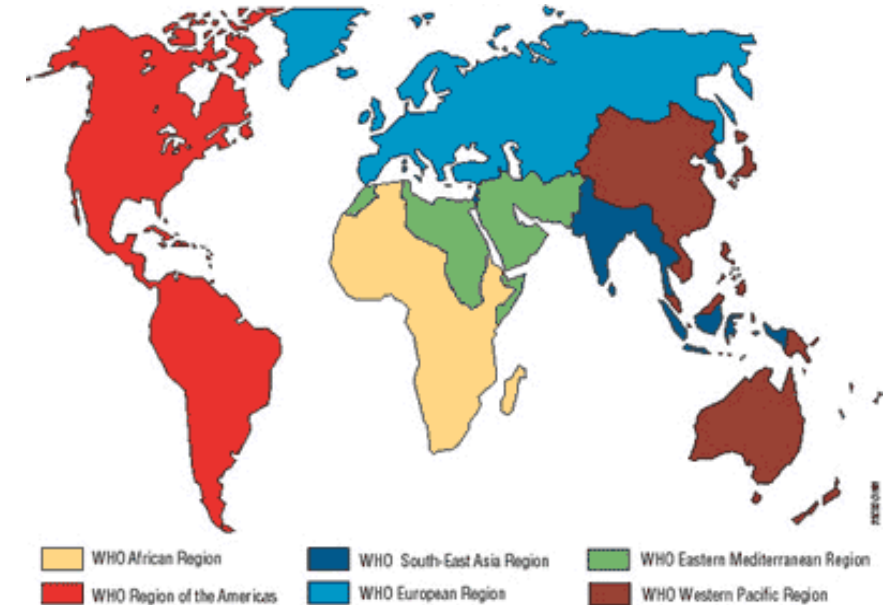 WHO African Region
WHO South-East Asia Region
WHO Eastern Mediterranean Region
WHO Region of the Americas
WHO European Region
WHO Western Pacific Region